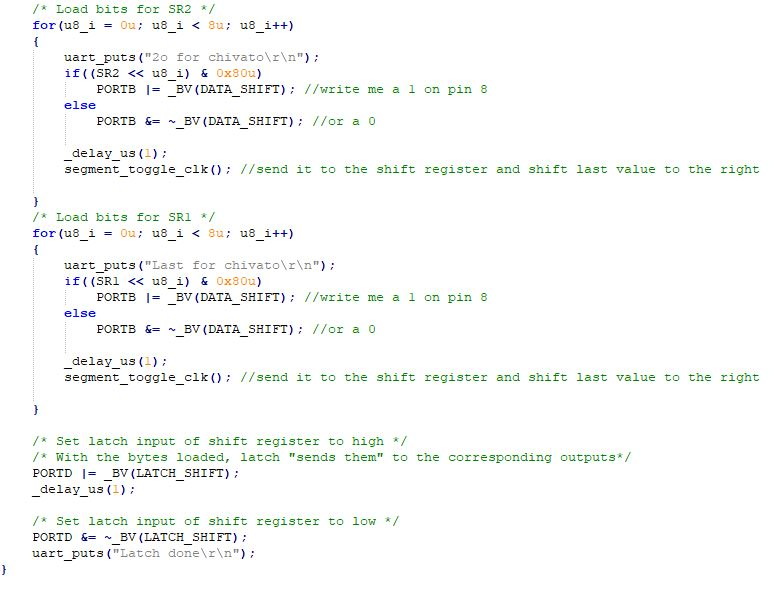 /* Load bits for SR2 */
for(u8_i = 0u; u8_i < 8u; u8_i++)
{
uart_puts("2o for chivato\r\n");
if((SR2 << u8_i) & 0x80u)
PORTB |= _BV(DATA_SHIFT); //write me a 1 on pin 8
else
PORTB &= ~_BV(DATA_SHIFT); //or a 0
_delay_us(1);
segment_toggle_clk(); //send it to the shift register and shift last value to the right
}
/* Load bits for SR1 */
for(u8_i = 0u; u8_i < 8u; u8_i++)
{
uart_puts("Last for chivato\r\n");
if((SR1 << u8_i) & 0x80u)
PORTB |= _BV(DATA_SHIFT); //write me a 1 on pin 8
else
PORTB &= ~_BV(DATA_SHIFT); //or a 0
_delay_us(1);
segment_toggle_clk(); //send it to the shift register and shift last value to the right
}
/* Set latch input of shift register to high */
/* With the bytes loaded, latch "sends them" to the corresponding outputs*/
PORTD |= _BV(LATCH_SHIFT);
_delay_us(1);
/* Set latch input of shift register to low */
PORTD &= ~_BV(LATCH_SHIFT);
uart_puts("Latch done\r\n");
}